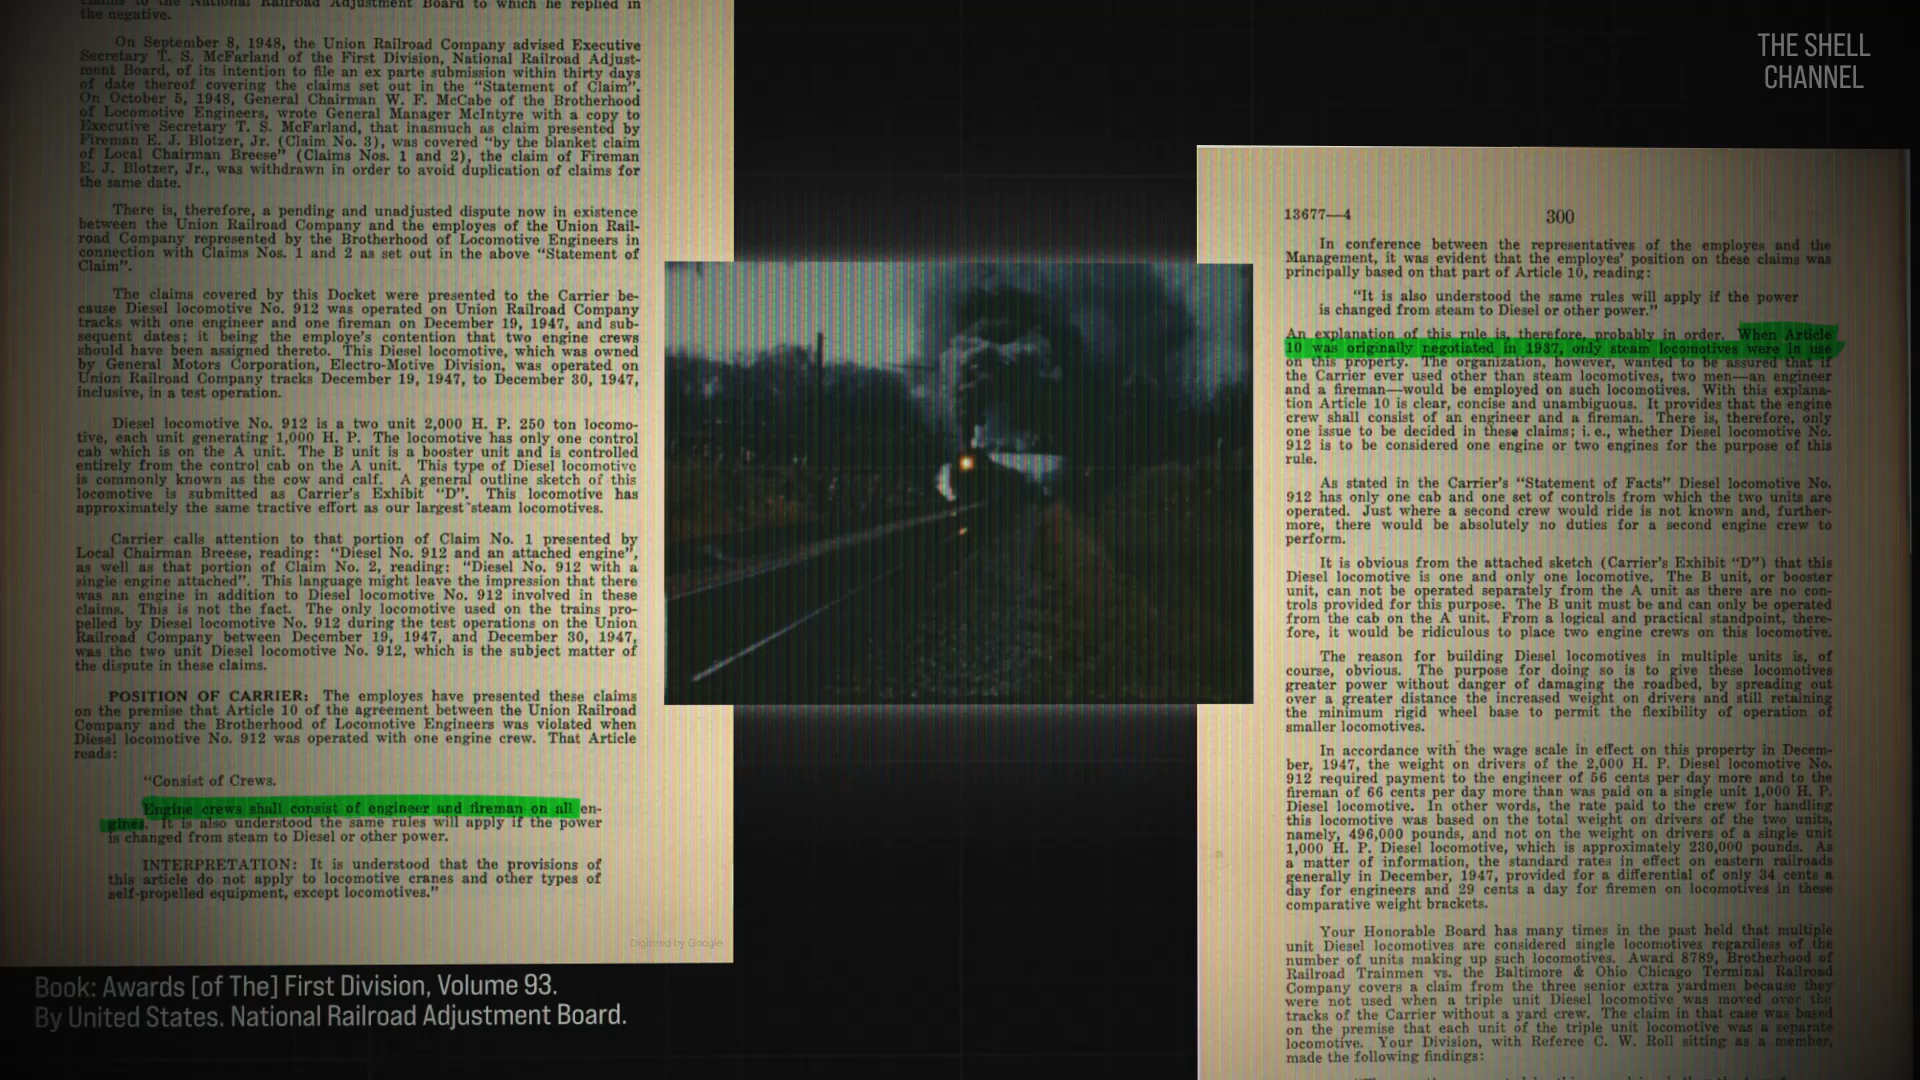 claims to the National Railroad Adjustment Board to which he replied in
the negative.
On September 8, 1948, the Union Railroad Company advised Executive
Secretary T. S. McFarland of the First Division, National Railroad Adjust-
ment Board, of its intention to file an ex parte submission within thirty days
of date thereof covering the claims set out in the “Statement of Claim”.
On October 5, 1948, General Chairman W. F. McCabe of the Brotherhood
of Locomotive Engineers, wrote General Manager McIntyre with a copy to
Executive Secretary T. S. McFarland, that inasmuch as claim presented by
Fireman E. J. Blotzer, Jr. (Claim No. 3), was covered “by the blanket claim
of Local Chairman Breese” (Claims Nos. 1 and 2), the claim of Fireman
E. J. Blotzer, Jr., was withdrawn in order to avoid duplication of claims for
the same date.
There is, therefore, a pending and unadjusted dispute now in existence
between the Union Railroad Company and the employes of the Union Rail-
road Company represented by the Brotherhood of Locomotive Engineers in
connection with Claims Nos. 1 and 2 as set out in the above “Statement of
Claim”.
The claims covered by this Docket were presented to the Carrier be-
cause Diesel locomotive No. 912 was operated on Union Railroad Company
tracks with one engineer and one fireman on December 19, 1947, and sub-
sequent dates; it being the employe's contention that two engine crews
should have been assigned thereto. This Diesel locomotive, which was owned
by General Motors Corporation, Electro-Motive Division, was operated on
Union Railroad Company tracks December 19, 1947, to December 30, 1947,
inclusive, in a test operation.
Diesel locomotive No. 912 is a two unit 2,000 H. P. 250 ton locomo-
tive, each unit generating 1,000 H. P. The locomotive has only one control
cab which is on the A unit. The B unit is a booster unit and is controlled
entirely from the control cab on the A unit. This type of Diesel locomotive
is commonly known as the cow and calf. A general outline sketch of this
locomotive is submitted as Carrier's Exhibit “D”. This locomotive has
approximately the same tractive effort as our largest steam locomotives.
Carrier calls attention to that portion of Claim No. 1 presented by
Local Chairman Breese, reading: “Diesel No. 912 and an attached engine”,
as well as that portion of Claim No. 2, reading: “Diesel No. 912 with a
single engine attached”. This language might leave the impression that there
was an engine in addition to Diesel locomotive No. 912 involved in these
claims. This is not the fact. The only locomotive used on the trains pro-
pelled by Diesel locomotive No. 912 during the test operations on the Union
Railroad Company between December 19, 1947, and December 30, 1947,
was the two unit Diesel locomotive No. 912, which is the subject matter of
the dispute in these claims.
POSITION OF CARRIER: The employes have presented these claims
on the premise that Article 10 of the agreement between the Union Railroad
Company and the Brotherhood of Locomotive Engineers was violated when
Diesel locomotive No. 912 was operated with one engine crew. That Article
reads:
“Consist of Crews.
Engine crews shall consist of engineer and fireman on all en-
gines. It is also understood the same rules will apply if the power
is changed from steam to Diesel or other power.
INTERPRETATION: It is understood that the provisions of
this article do not apply to locomotive cranes and other types of
self-propelled equipment, except locomotives.”
Digitized by Google
Book: Awards [of The] First Division, Volume 93.
By United States. National Railroad Adjustment Board.
THE SHELL
CHANNEL
13677—4 300
In conference between the representatives of the employes and the
Management, it was evident that the employes' position on these claims was
principally based on that part of Article 10, reading:
“It is also understood the same rules will apply if the power
is changed from steam to Diesel or other power.”
An explanation of this rule is, therefore, probably in order. When Article
10 was originally negotiated in 1937, only steam locomotives were in use
on this property. The organization, however, wanted to be assured that if
the Carrier ever used other than steam locomotives, two men—an engineer
and a fireman—would be employed on such locomotives. With this explana-
tion Article 10 is clear, concise and unambiguous. It provides that the engine
crew shall consist of an engineer and a fireman. There is, therefore, only
one issue to be decided in these claims; i. e., whether Diesel locomotive No.
912 is to be considered one engine or two engines for the purpose of this
rule.
As stated in the Carrier's “Statement of Facts” Diesel locomotive No.
912 has only one cab and one set of controls from which the two units are
operated. Just where a second crew would ride is not known and, further-
more, there would be absolutely no duties for a second engine crew to
perform.
It is obvious from the attached sketch (Carrier's Exhibit “D”) that this
Diesel locomotive is one and only one locomotive. The B unit, or booster
unit, can not be operated separately from the A unit as there are no con-
trols provided for this purpose. The B unit must be and can only be operated
from the cab on the A unit. From a logical and practical standpoint, there-
fore, it would be ridiculous to place two engine crews on this locomotive.
The reason for building Diesel locomotives in multiple units is, of
course, obvious. The purpose for doing so is to give these locomotives
greater power without danger of damaging the roadbed, by spreading out
over a greater distance the increased weight on drivers and still retaining
the minimum rigid wheel base to permit the flexibility of operation of
smaller locomotives.
In accordance with the wage scale in effect on this property in Decem-
ber, 1947, the weight on drivers of the 2,000 H. P. Diesel locomotive No.
912 required payment to the engineer of 56 cents per day more and to the
fireman of 66 cents per day more than was paid on a single unit 1,000 H. P.
Diesel locomotive. In other words, the rate paid to the crew for handling
this locomotive was based on the total weight on drivers of the two units,
namely, 496,000 pounds, and not on the weight on drivers of a single unit
1,000 H. P. Diesel locomotive, which is approximately 230,000 pounds. As
a matter of information, the standard rates in effect on eastern railroads
generally in December, 1947, provided for a differential of only 34 cents a
day for engineers and 29 cents a day for firemen on locomotives in these
comparative weight brackets.
Your Honorable Board has many times in the past held that multiple
unit Diesel locomotives are considered single locomotives regardless of the
number of units making up such locomotives. Award 8789, Brotherhood of
Railroad Trainmen vs. the Baltimore & Ohio Chicago Terminal Railroad
Company covers a claim from the three senior extra yardmen because they
were not used when a triple unit Diesel locomotive was moved over the
tracks of the Carrier without a yard crew. The claim in that case was based
on the premise that each unit of the triple unit locomotive was a separate
locomotive. Your Division, with Referee C. W. Roll sitting as a member,
made the following findings: